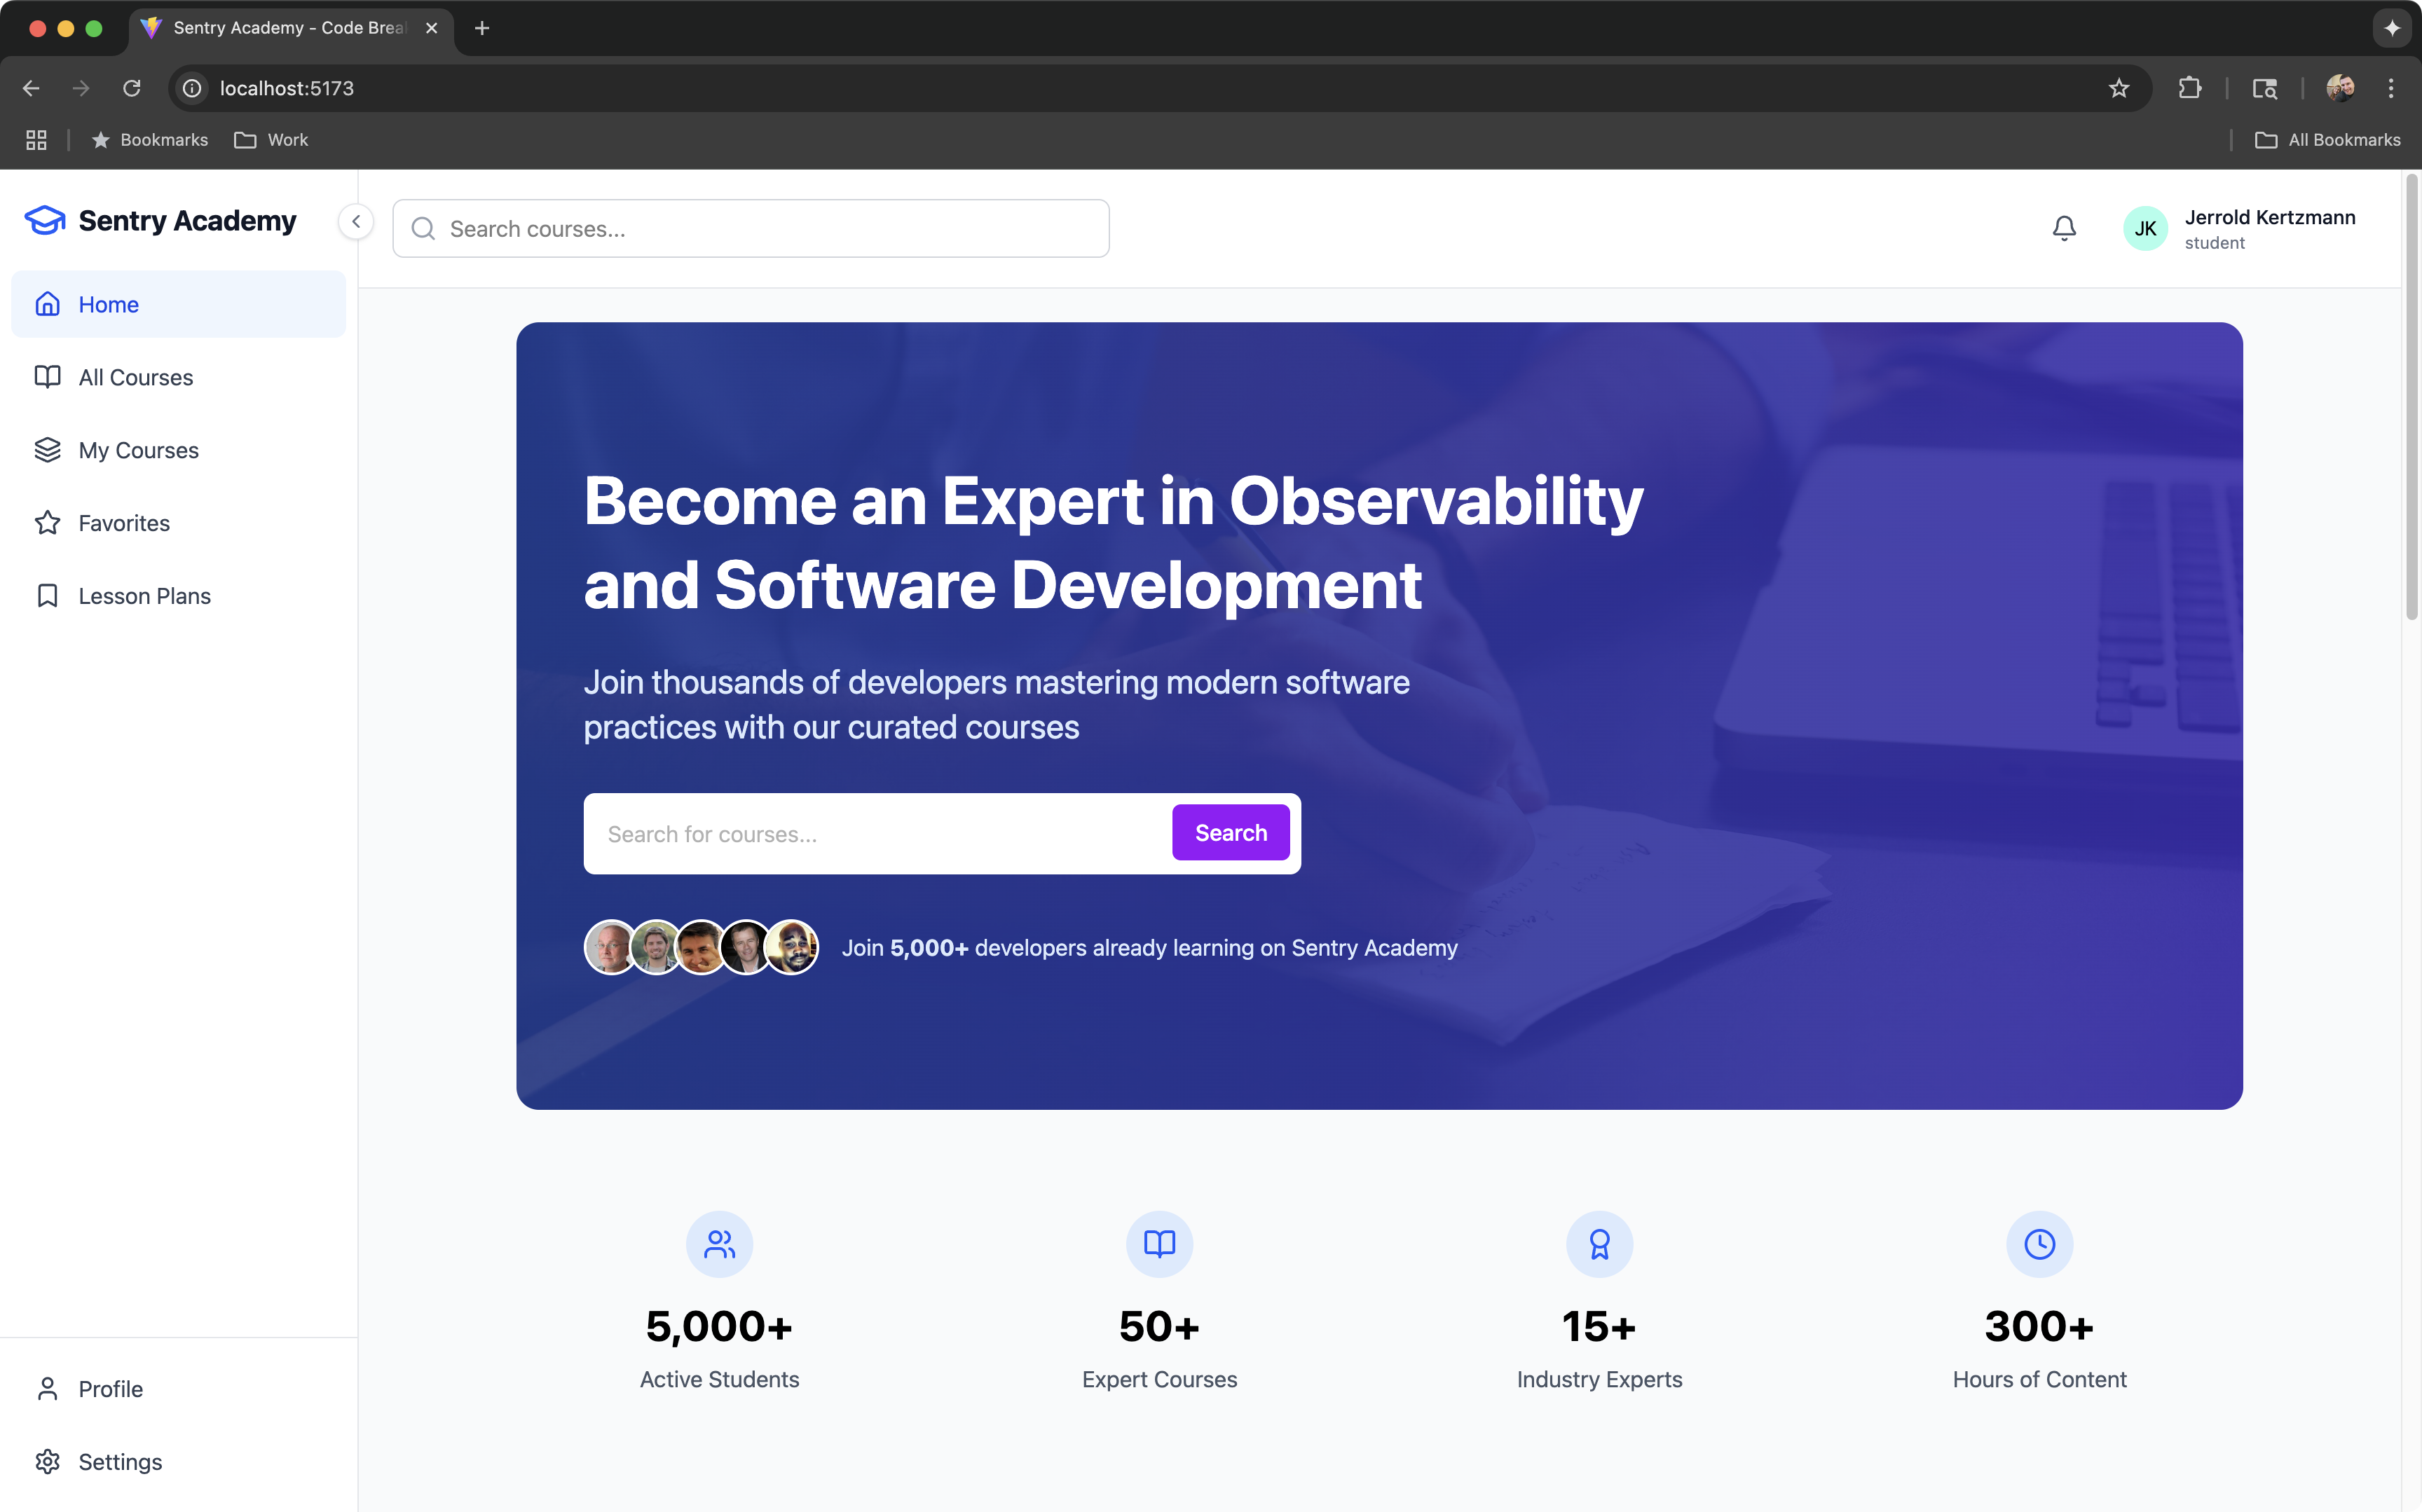 Sentry Academy - Code Brea
localhost:5173
Bookmarks
Work
All Bookmarks
Sentry Academy
Search courses...
JK
Jerrold Kertzmann
student
Home
All Courses
My Courses
Favorites
Lesson Plans
Become an Expert in Observability
and Software Development
Join thousands of developers mastering modern software
practices with our curated courses
Search for courses...
Search
Join 5,000+ developers already learning on Sentry Academy
5,000+
Active Students
50+
Expert Courses
15+
Industry Experts
300+
Hours of Content
Profile
Settings